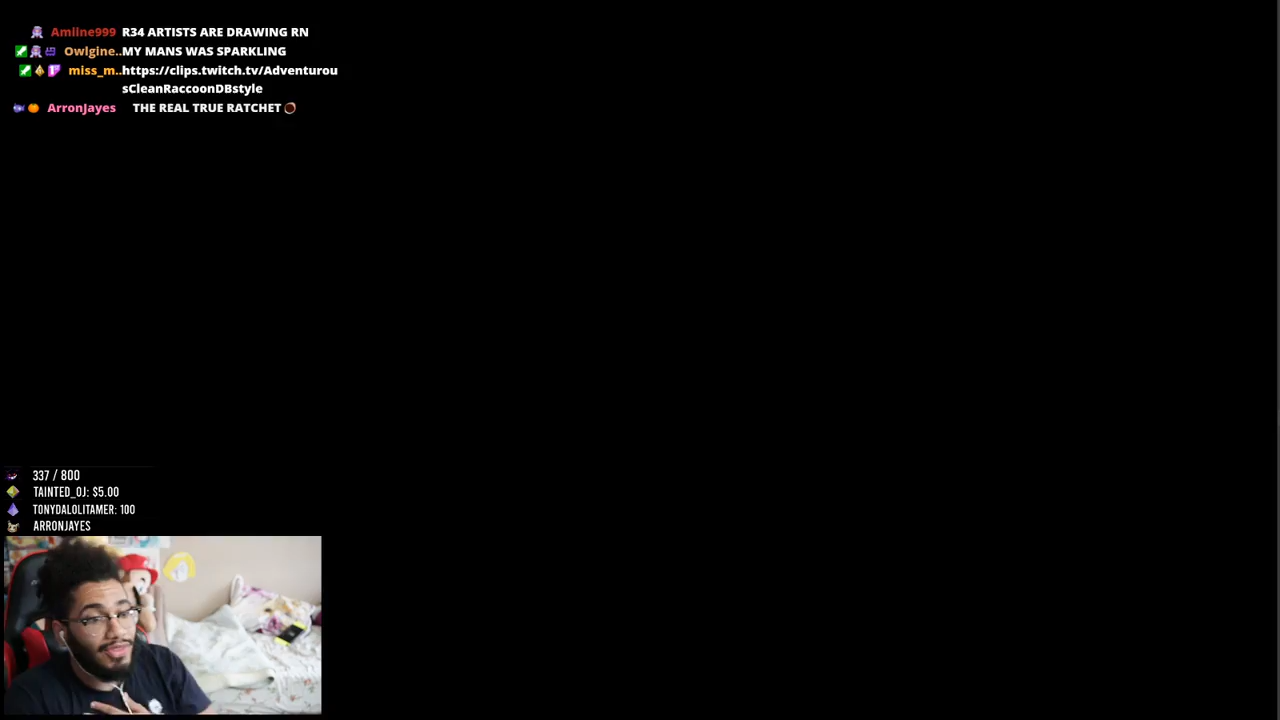 Amilne999 R34 ARTISTS ARE DRAWING RN
Owlgine.. MY MANS WAS SPARKLING
miss_m.. https://clips.twitch.tv/Adventurou
sCleanRaccoonDBstyle
ArronJayes THE REAL TRUE RATCHET
337 / 800
TAINTED_OJ: $5.00
TONYDALOLITAMER: 100
ARRONJAYES